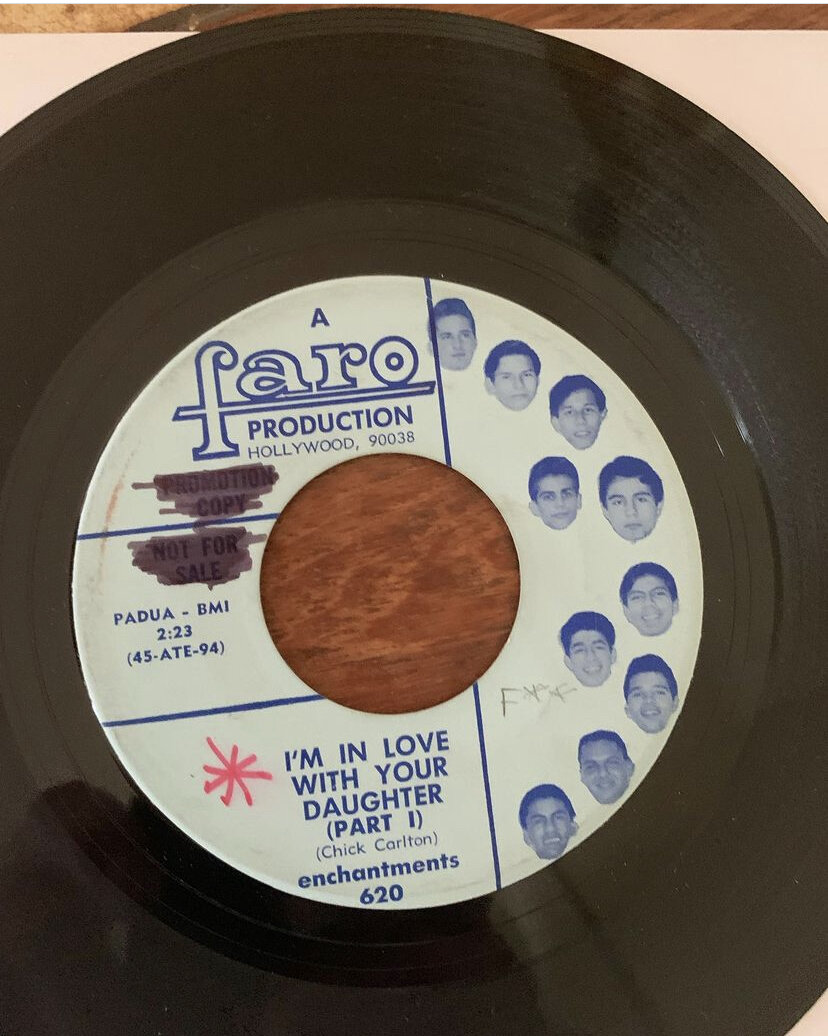 A
faro
PRODUCTION
HOLLYWOOD, 90038
PROMOTION
COPY
NOT FOR
SALE
PADUA - BMI
2:23
(45-ATE-94)
F**
I'M IN LOVE
WITH YOUR
DAUGHTER
(PART I)
(Chick Carlton)
enchantments
620